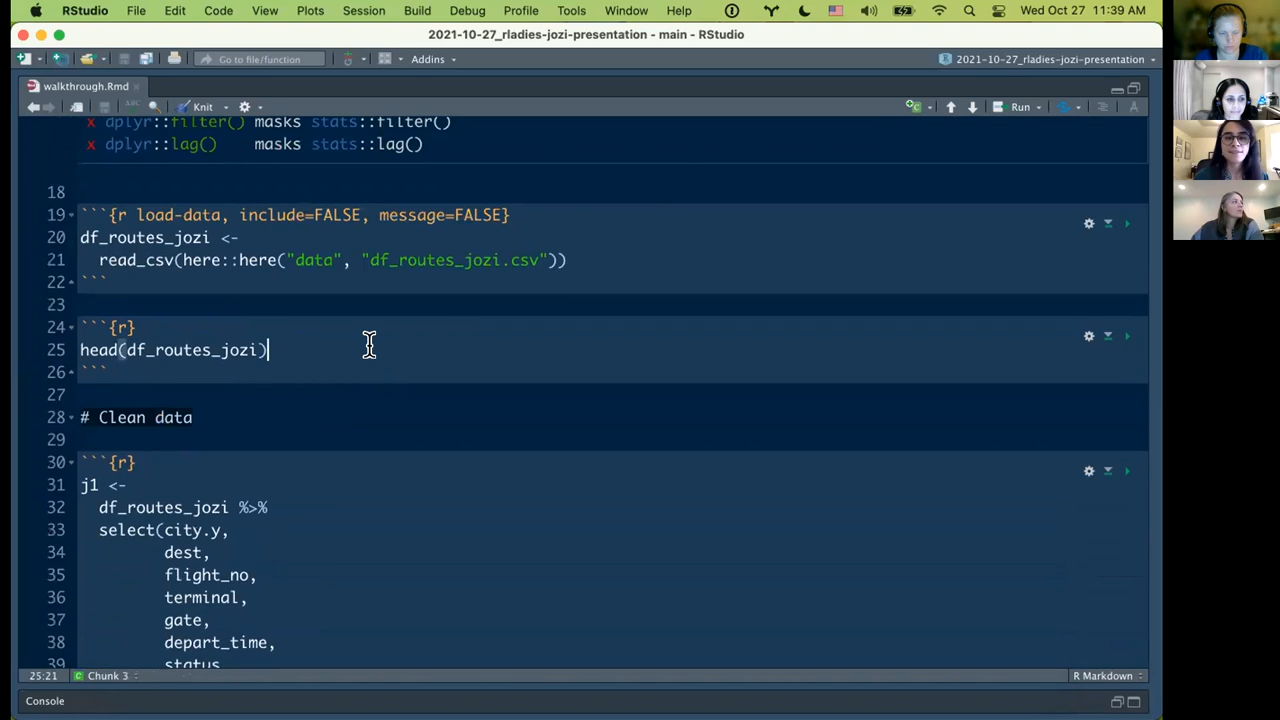 RStudio File Edit Code View Plots Session Build Debug Profile Tools Window Help Wed Oct 27 11:39 AM
2021-10-27_rladies-jozi-presentation - main - RStudio
Go to file/function Addins 2021-10-27_rladies-jozi-presentation
walkthrough.Rmd
Knit Run
x dplyr::filter() masks stats::filter()
x dplyr::lag() masks stats::lag()
18
19 ```{r load-data, include=FALSE, message=FALSE}
20 df_routes_jozi <-
21 read_csv(here::here("data", "df_routes_jozi.csv"))
22 ```
23
24 ```{r}
25 head(df_routes_jozi)
26 ```
27
28 # Clean data
29
30 ```{r}
31 j1 <-
32 df_routes_jozi %>%
33 select(city.y,
34 dest,
35 flight_no,
36 terminal,
37 gate,
38 depart_time,
39 status
25:21 Chunk 3 R Markdown
Console